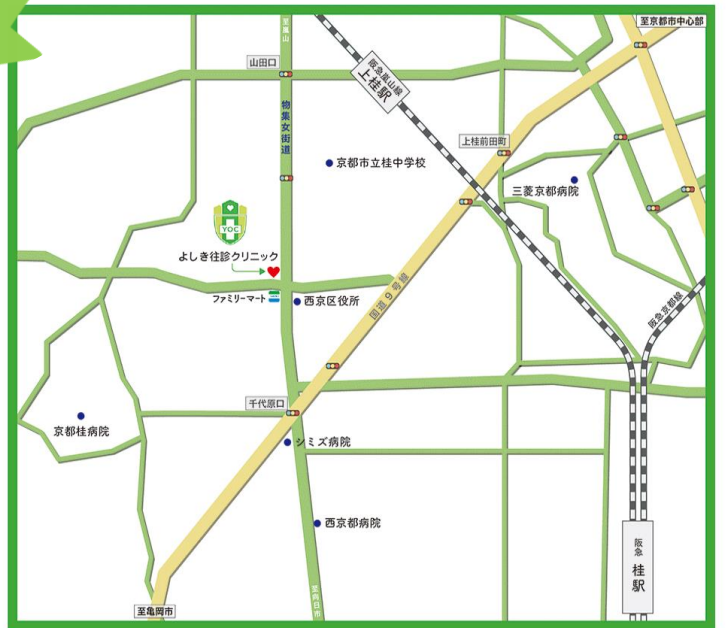 至京都市中心部
至嵐山
山田口
阪急嵐山線
上桂駅
物集女街道
上桂前田町
京都市立桂中学校
三菱京都病院
YOC
よしき往診クリニック
ファミリーマート
西京区役所
国道9号線
阪急京都線
千代原口
京都桂病院
シミズ病院
西京都病院
阪急
桂駅
至向日市
至亀岡市